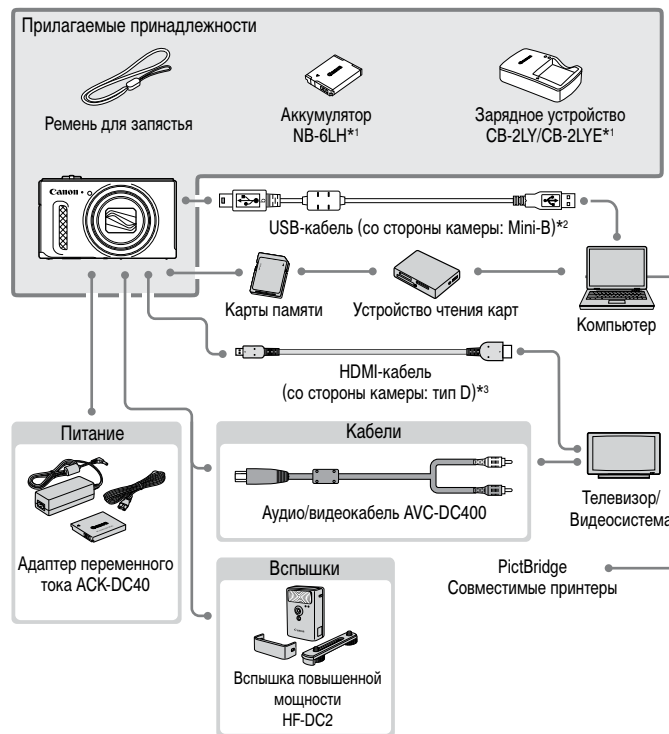 Прилагаемые принадлежности
Ремень для запястья
Аккумулятор
NB-6LH*1
Зарядное устройство
CB-2LY/CB-2LYE*1
Canon
USB-кабель (со стороны камеры: Mini-B)*2
Карты памяти
Устройство чтения карт
Компьютер
HDMI-кабель
(со стороны камеры: тип D)*3
Питание
Адаптер переменного
тока ACK-DC40
Кабели
Аудио/видеокабель AVC-DC400
Телевизор/
Видеосистема
Вспышки
Вспышка повышенной
мощности
HF-DC2
PictBridge
Совместимые принтеры